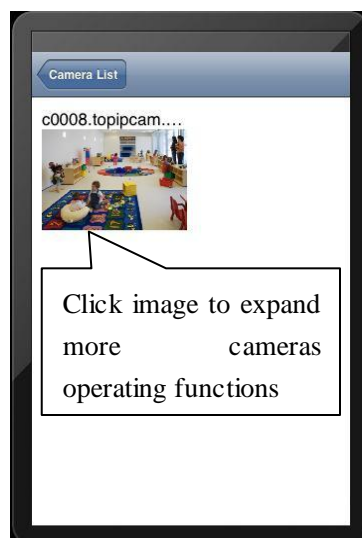 Camera List
c0008.topipcam....
Click image to expand
more cameras
operating functions